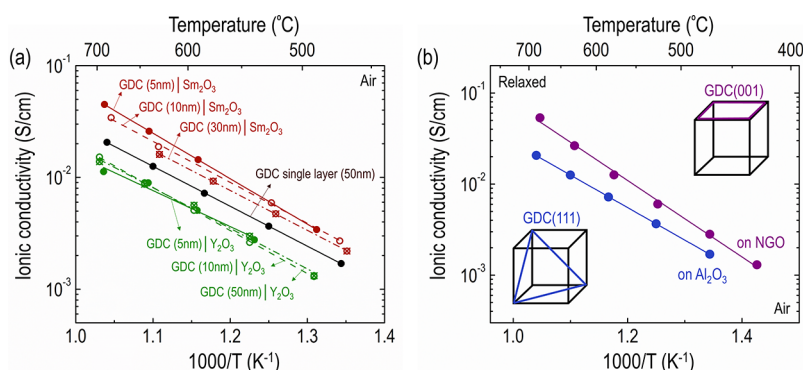 Temperature (°C)
700 600 500
(a)
Air
GDC (5nm) | Sm₂O₃
GDC (10nm) | Sm₂O₃
GDC (30nm) | Sm₂O₃
GDC single layer (50nm)
GDC (5nm) | Y₂O₃
GDC (10nm) | Y₂O₃
GDC (50nm) | Y₂O₃
Ionic conductivity (S/cm)
10⁻¹
10⁻²
10⁻³
1.0 1.1 1.2 1.3 1.4
1000/T (K⁻¹)
Temperature (°C)
700 600 500 400
(b)
Relaxed
GDC(001)
GDC(111)
on NGO
on Al₂O₃
Air
Ionic conductivity (S/cm)
10⁻¹
10⁻²
10⁻³
1.0 1.1 1.2 1.3 1.4
1000/T (K⁻¹)